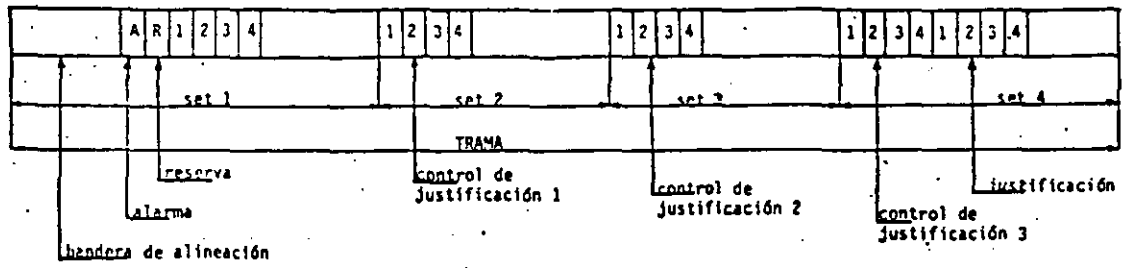 A R 1 2 3 4 1 2 3 4 1 2 3 4 1 2 3 4 1 2 3 4
set 1 set 2 set 3 set 4
TRAMA
reserva
control de
justificación 1
control de
justificación 2
justificación
alarma
control de
justificación 3
bandera de alineación